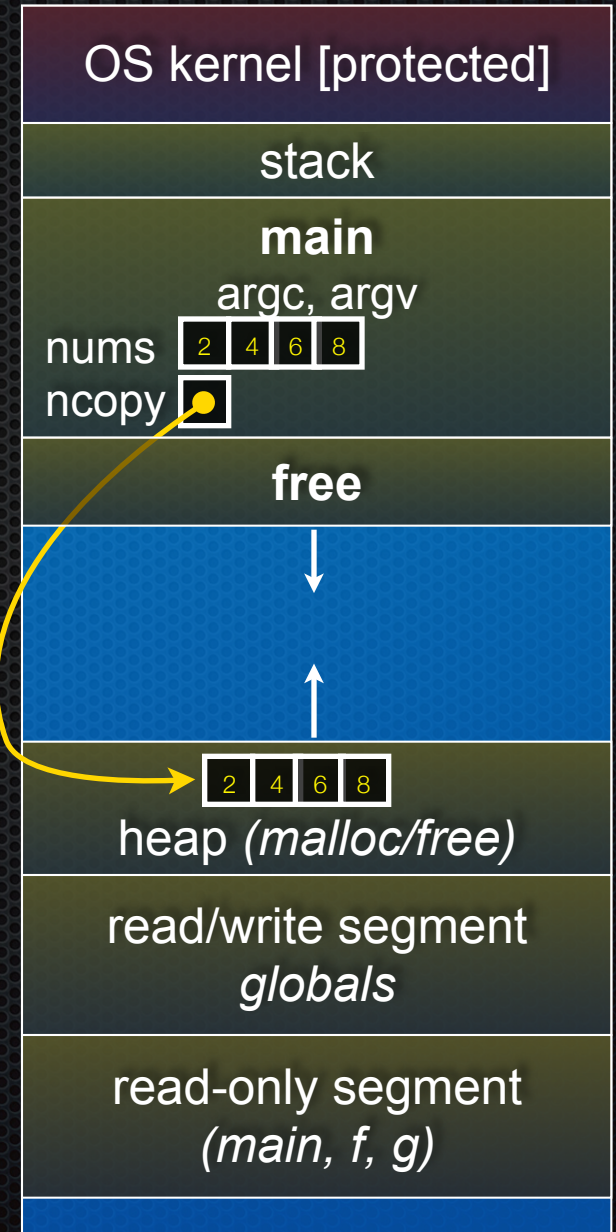 OS kernel [protected]
stack
main
argc, argv
nums 2 4 6 8
ncopy
free
2 4 6 8
heap (malloc/free)
read/write segment
globals
read-only segment
(main, f, g)